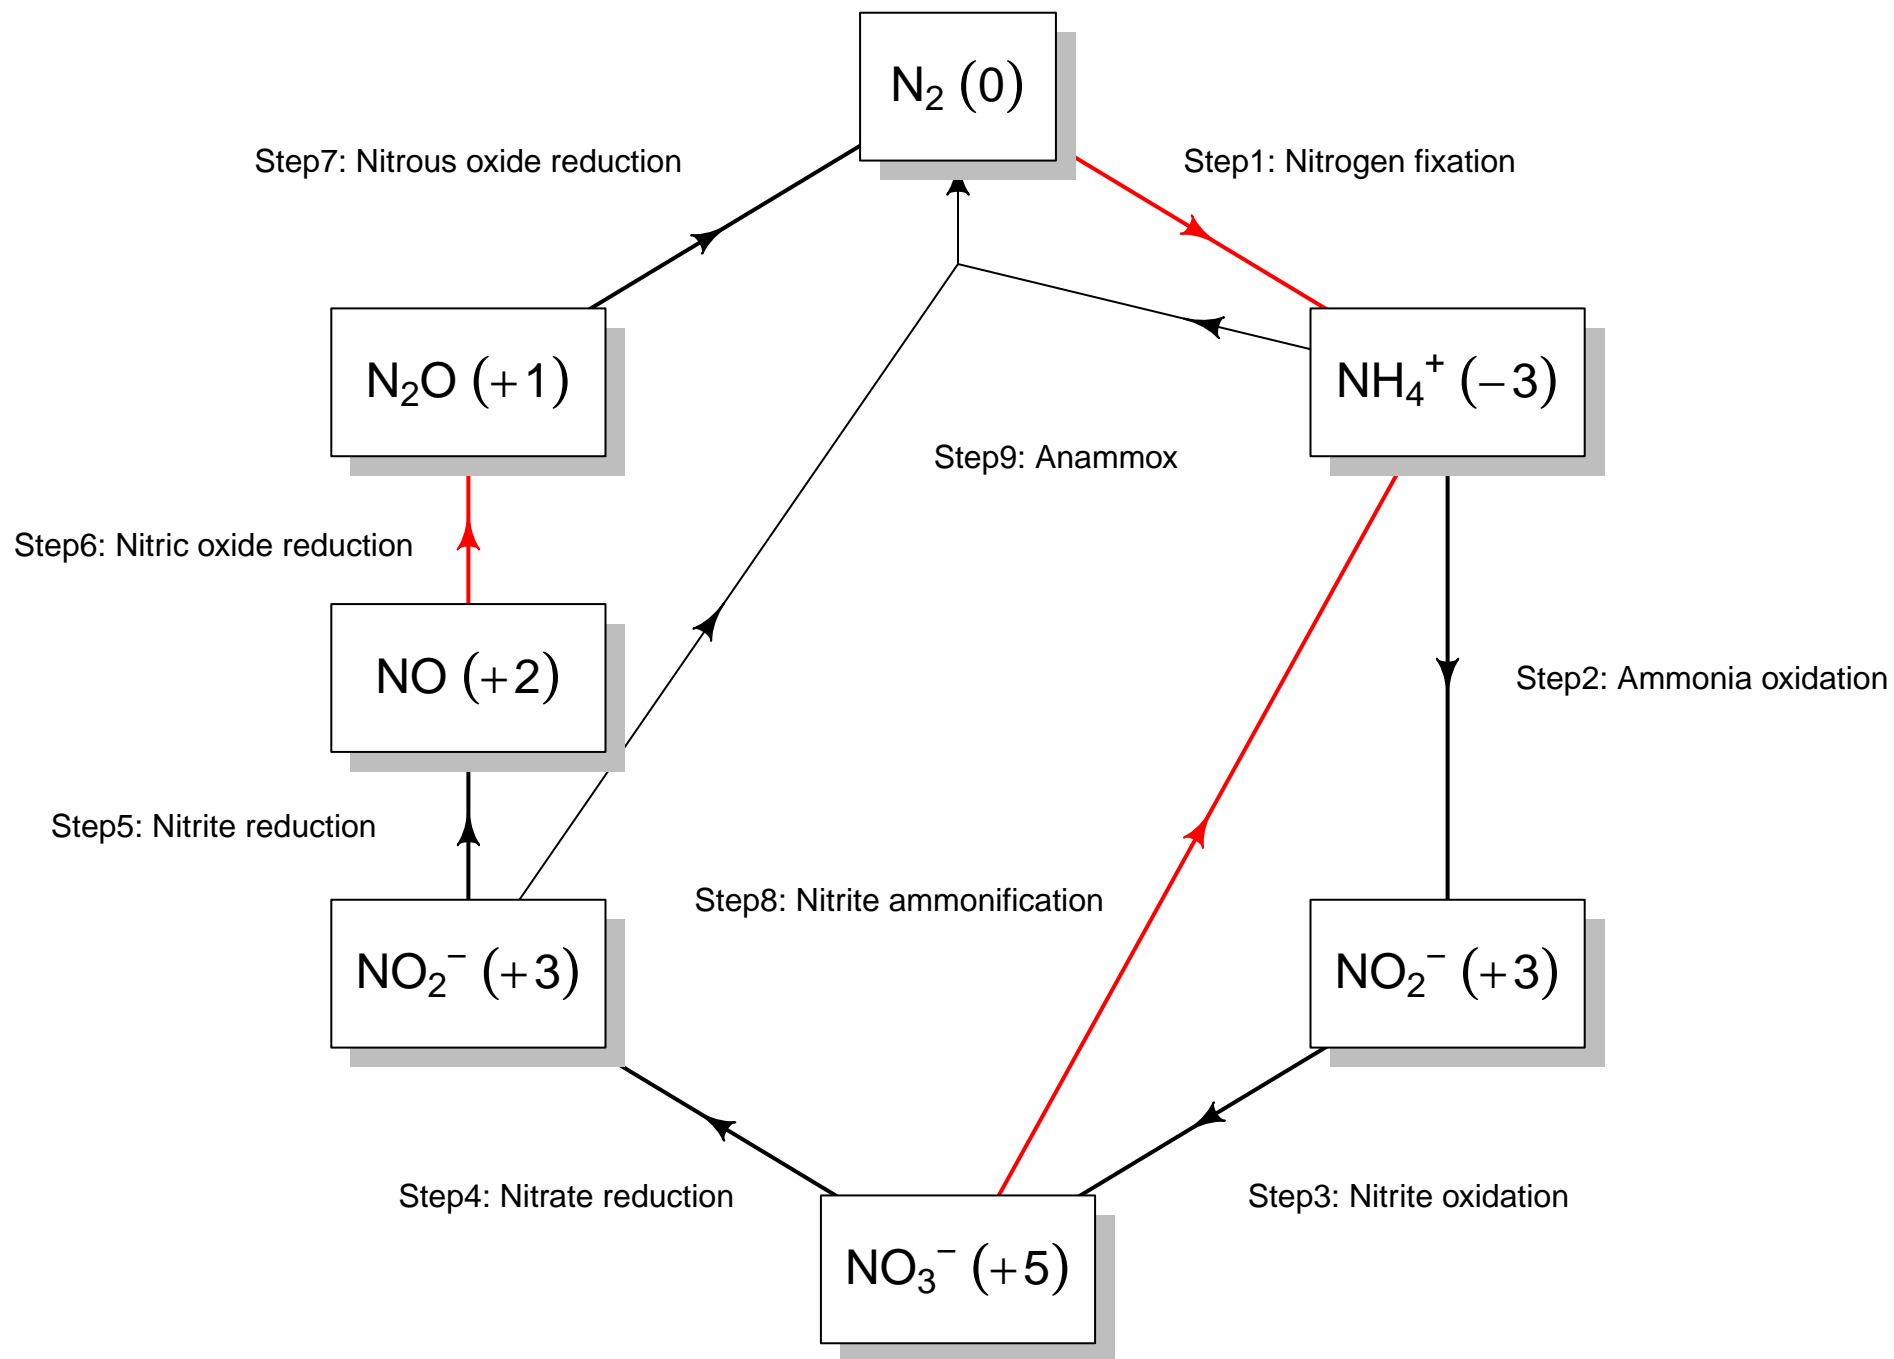 N₂ (0)
Step7: Nitrous oxide reduction
Step1: Nitrogen fixation
N₂O (+1)
NH₄⁺ (−3)
Step9: Anammox
Step6: Nitric oxide reduction
NO (+2)
Step2: Ammonia oxidation
Step5: Nitrite reduction
Step8: Nitrite ammonification
NO₂⁻ (+3)
NO₂⁻ (+3)
Step4: Nitrate reduction
Step3: Nitrite oxidation
NO₃⁻ (+5)